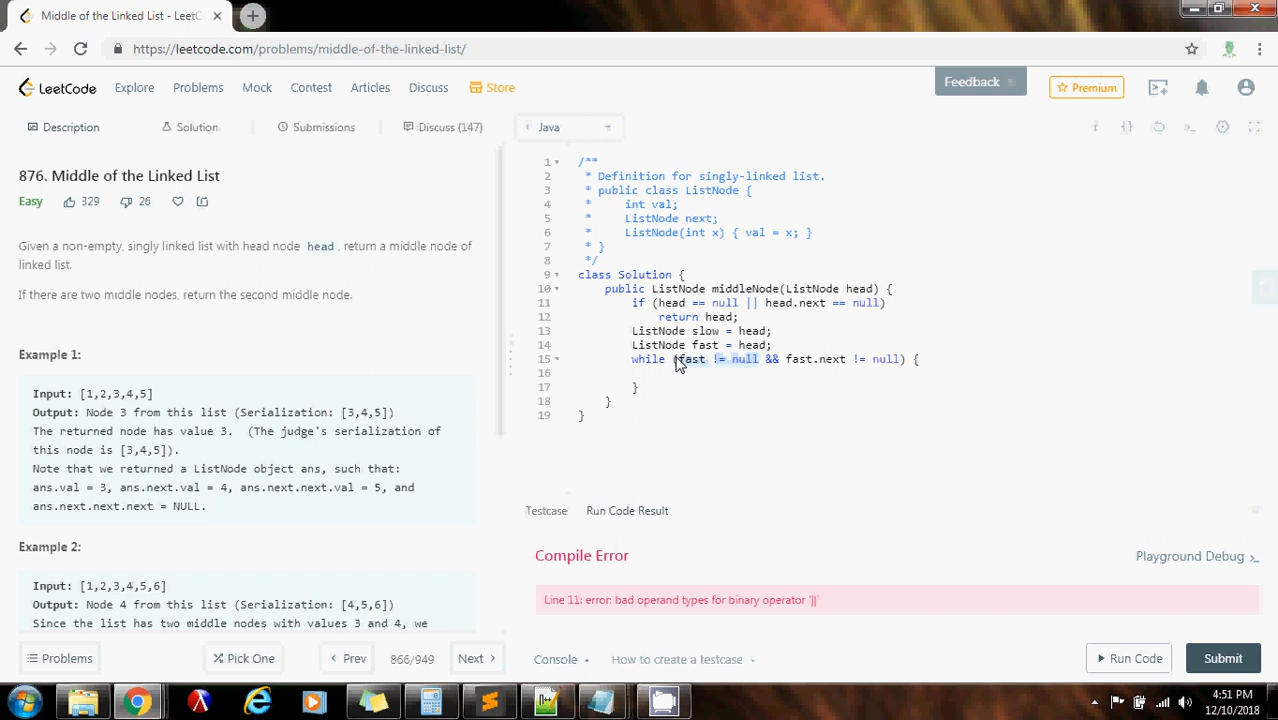 Middle of the Linked List - LeetC
https://leetcode.com/problems/middle-of-the-linked-list/
LeetCode
Explore
Problems
Mock
Contest
Articles
Discuss
Store
Feedback
Premium
Description
Solution
Submissions
Discuss (147)
Java
876. Middle of the Linked List
Easy
329
26
Given a non-empty, singly linked list with head node head, return a middle node of
linked list.
If there are two middle nodes, return the second middle node.
Example 1:
Input: [1,2,3,4,5]
Output: Node 3 from this list (Serialization: [3,4,5])
The returned node has value 3.  (The judge's serialization of
this node is [3,4,5]).
Note that we returned a ListNode object ans, such that:
ans.val = 3, ans.next.val = 4, ans.next.next.val = 5, and
ans.next.next.next = NULL.
Example 2:
Input: [1,2,3,4,5,6]
Output: Node 4 from this list (Serialization: [4,5,6])
Since the list has two middle nodes with values 3 and 4, we
1 /**
2  * Definition for singly-linked list.
3  * public class ListNode {
4  *     int val;
5  *     ListNode next;
6  *     ListNode(int x) { val = x; }
7  * }
8  */
9 class Solution {
10     public ListNode middleNode(ListNode head) {
11         if (head == null || head.next == null)
12             return head;
13         ListNode slow = head;
14         ListNode fast = head;
15         while (fast != null && fast.next != null) {
16
17         }
18     }
19 }
Testcase
Run Code Result
Compile Error
Playground Debug >_
Line 11: error: bad operand types for binary operator '||'
Problems
Pick One
Prev
866/949
Next
Console
How to create a testcase
Run Code
Submit
4:51 PM
12/10/2018